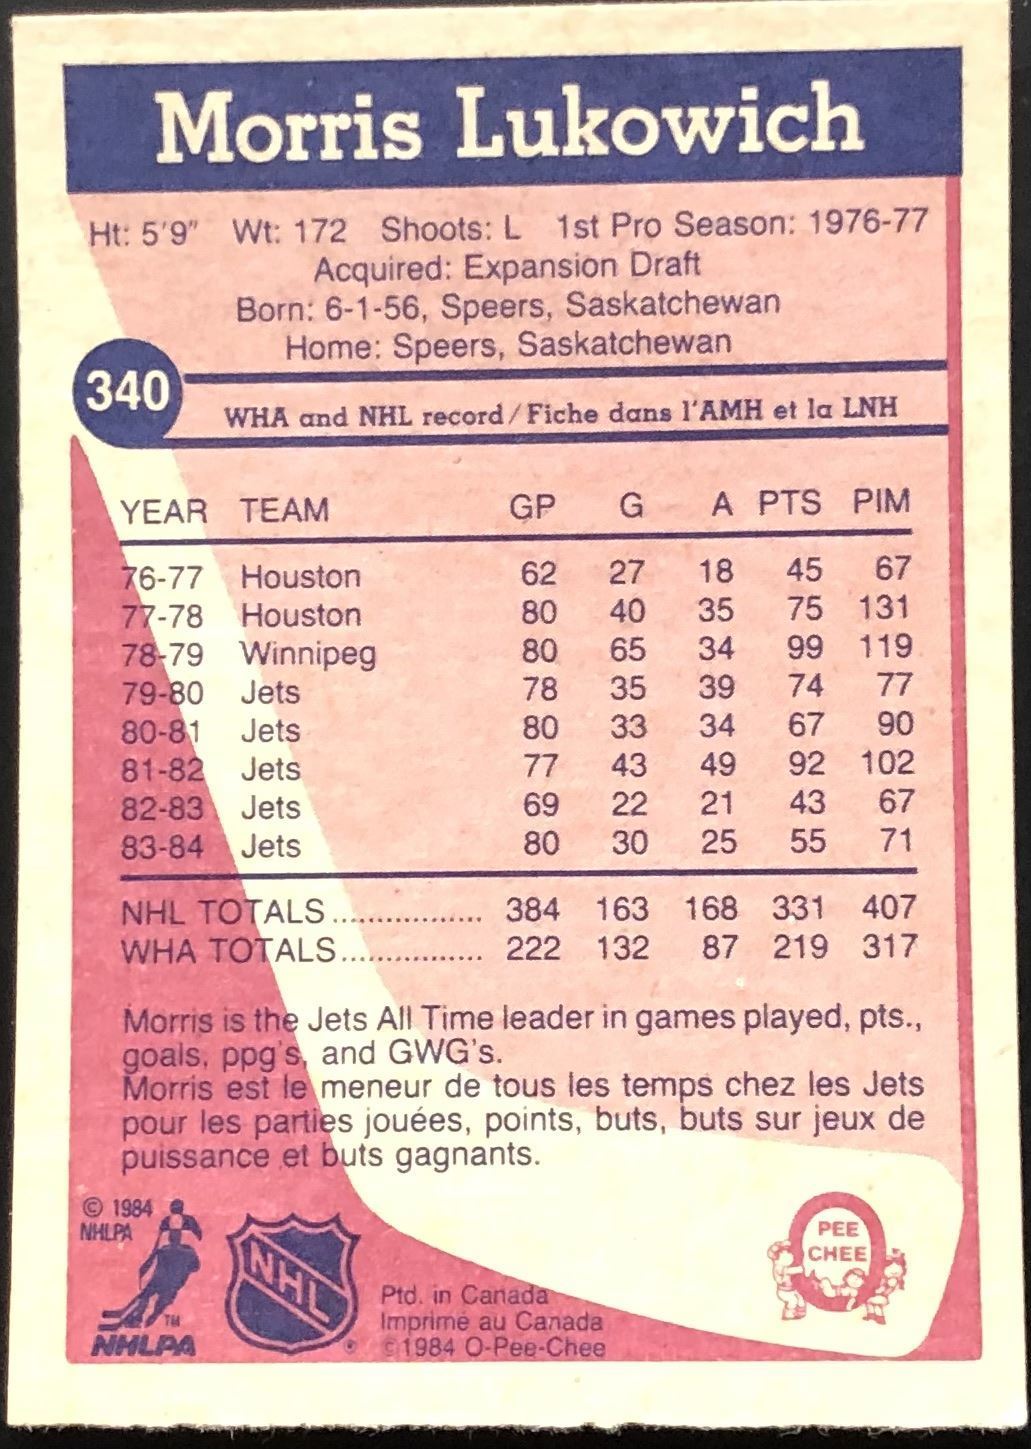 Morris Lukowich
Ht: 5'9" Wt: 172 Shoots: L 1st Pro Season: 1976-77
Acquired: Expansion Draft
Born: 6-1-56, Speers, Saskatchewan
Home: Speers, Saskatchewan
340
WHA and NHL record/Fiche dans l'AMH et la LNH
YEAR TEAM GP G A PTS PIM
76-77 Houston 62 27 18 45 67
77-78 Houston 80 40 35 75 131
78-79 Winnipeg 80 65 34 99 119
79-80 Jets 78 35 39 74 77
80-81 Jets 80 33 34 67 90
81-82 Jets 77 43 49 92 102
82-83 Jets 69 22 21 43 67
83-84 Jets 80 30 25 55 71
NHL TOTALS.................. 384 163 168 331 407
WHA TOTALS................. 222 132 87 219 317
Morris is the Jets All Time leader in games played, pts.,
goals, ppg's, and GWG's.
Morris est le meneur de tous les temps chez les Jets
pour les parties jouées, points, buts, buts sur jeux de
puissance et buts gagnants.
© 1984
NHLPA
TM
NHLPA
NHL
Ptd. in Canada
Imprimé au Canada
©1984 O-Pee-Chee
PEE
CHEE